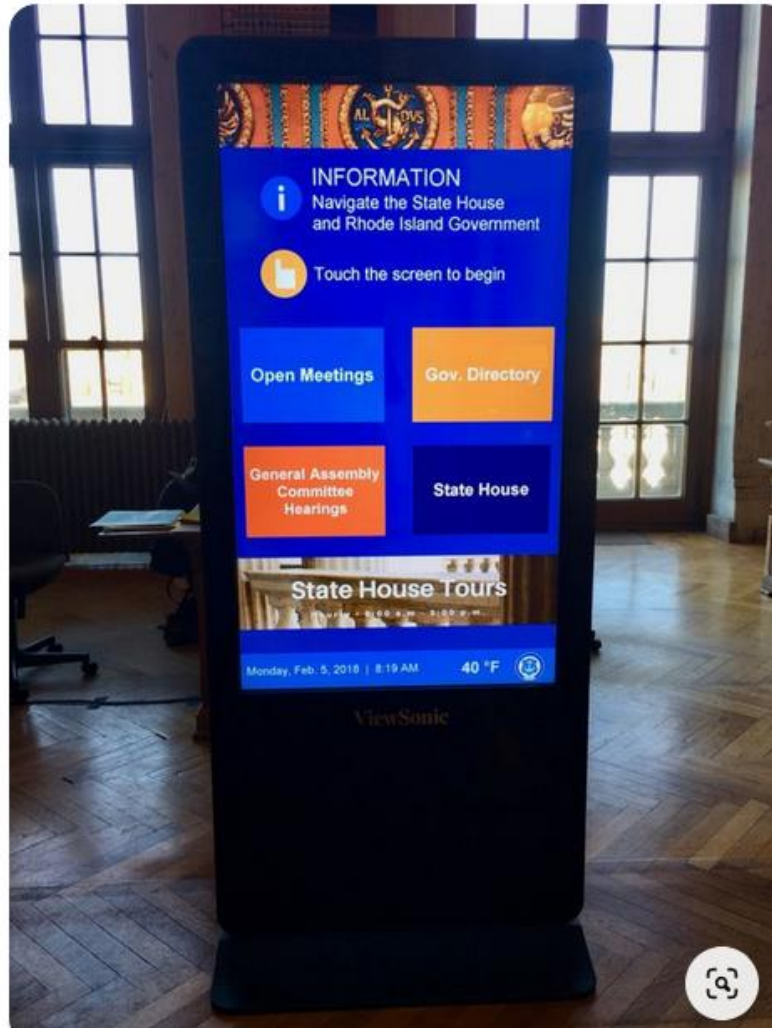 INFORMATION
Navigate the State House
and Rhode Island Government
Touch the screen to begin
Open Meetings
Gov. Directory
General Assembly
Committee
Hearings
State House
State House Tours
Monday, Feb. 5, 2018 | 8:19 AM
40 °F
ViewSonic